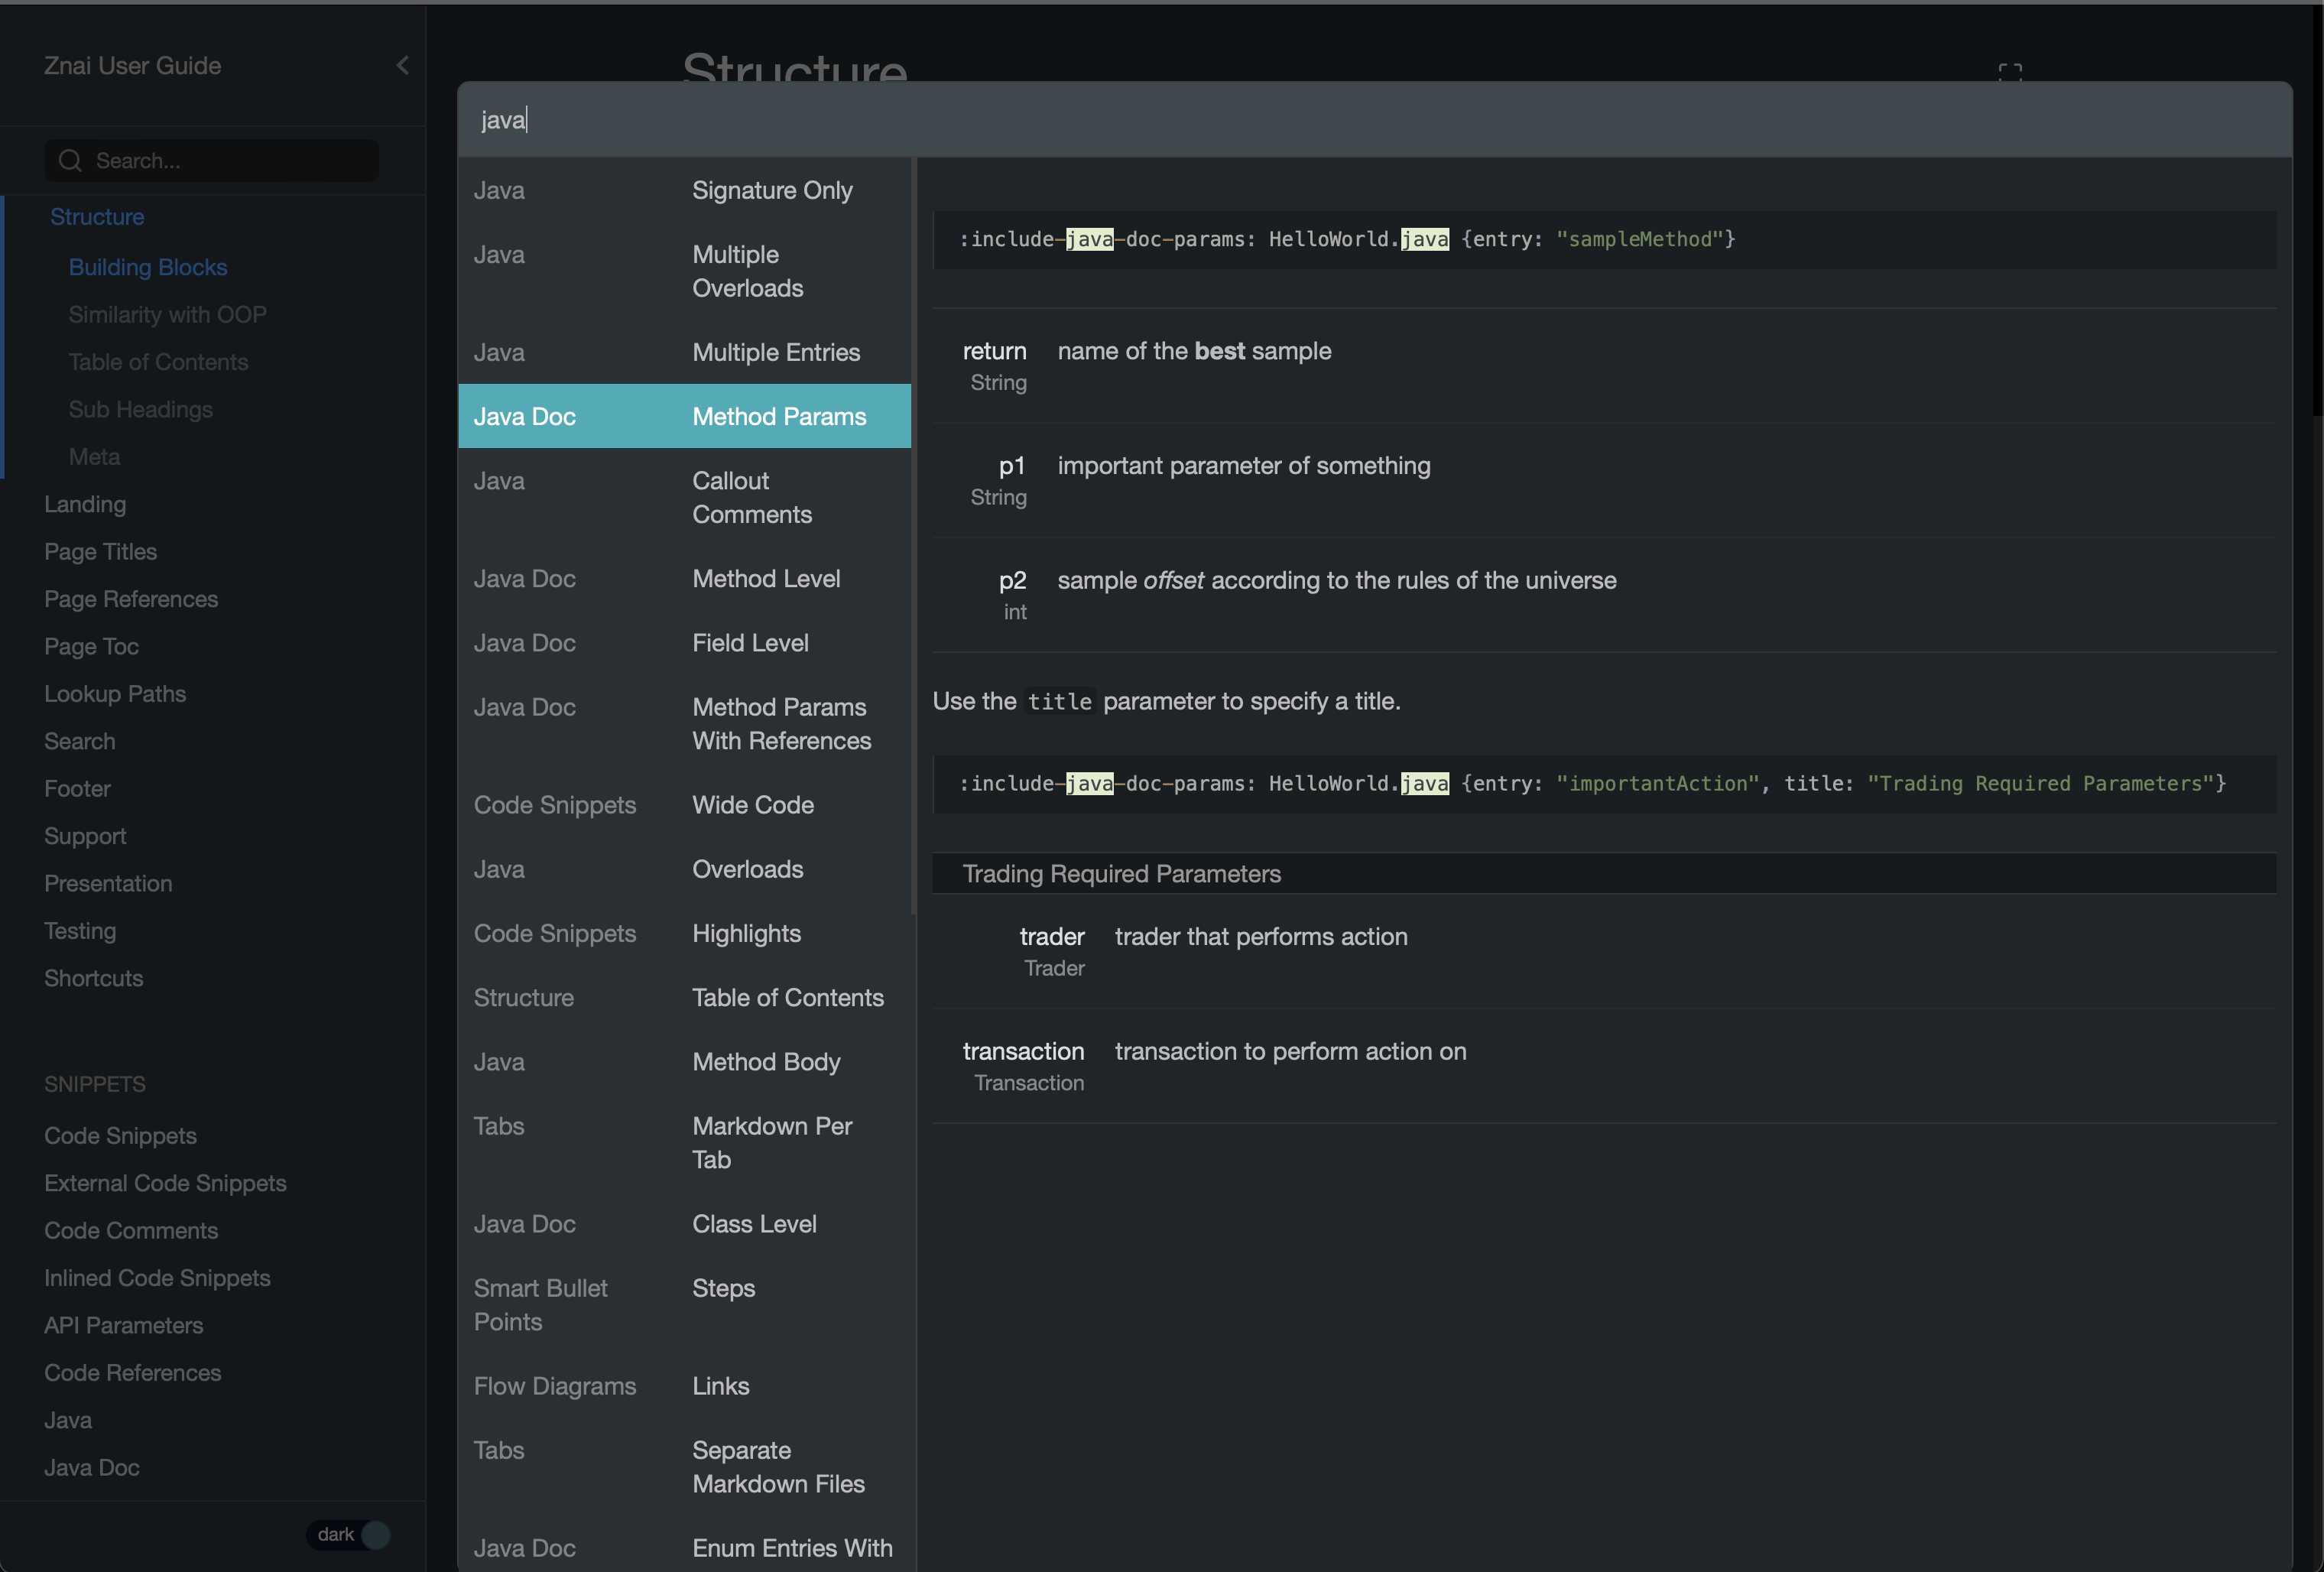 Znai User Guide
Search...
Structure
Building Blocks
Similarity with OOP
Table of Contents
Sub Headings
Meta
Landing
Page Titles
Page References
Page Toc
Lookup Paths
Search
Footer
Support
Presentation
Testing
Shortcuts
SNIPPETS
Code Snippets
External Code Snippets
Code Comments
Inlined Code Snippets
API Parameters
Code References
Java
Java Doc
dark
Structure
java
Java Signature Only
Java Multiple
Overloads
Java Multiple Entries
Java Doc Method Params
Java Callout
Comments
Java Doc Method Level
Java Doc Field Level
Java Doc Method Params
With References
Code Snippets Wide Code
Java Overloads
Code Snippets Highlights
Structure Table of Contents
Java Method Body
Tabs Markdown Per
Tab
Java Doc Class Level
Smart Bullet Steps
Points
Flow Diagrams Links
Tabs Separate
Markdown Files
Java Doc Enum Entries With
:include-java-doc-params: HelloWorld.java {entry: "sampleMethod"}
return name of the best sample
String
p1 important parameter of something
String
p2 sample offset according to the rules of the universe
int
Use the title parameter to specify a title.
:include-java-doc-params: HelloWorld.java {entry: "importantAction", title: "Trading Required Parameters"}
Trading Required Parameters
trader trader that performs action
Trader
transaction transaction to perform action on
Transaction